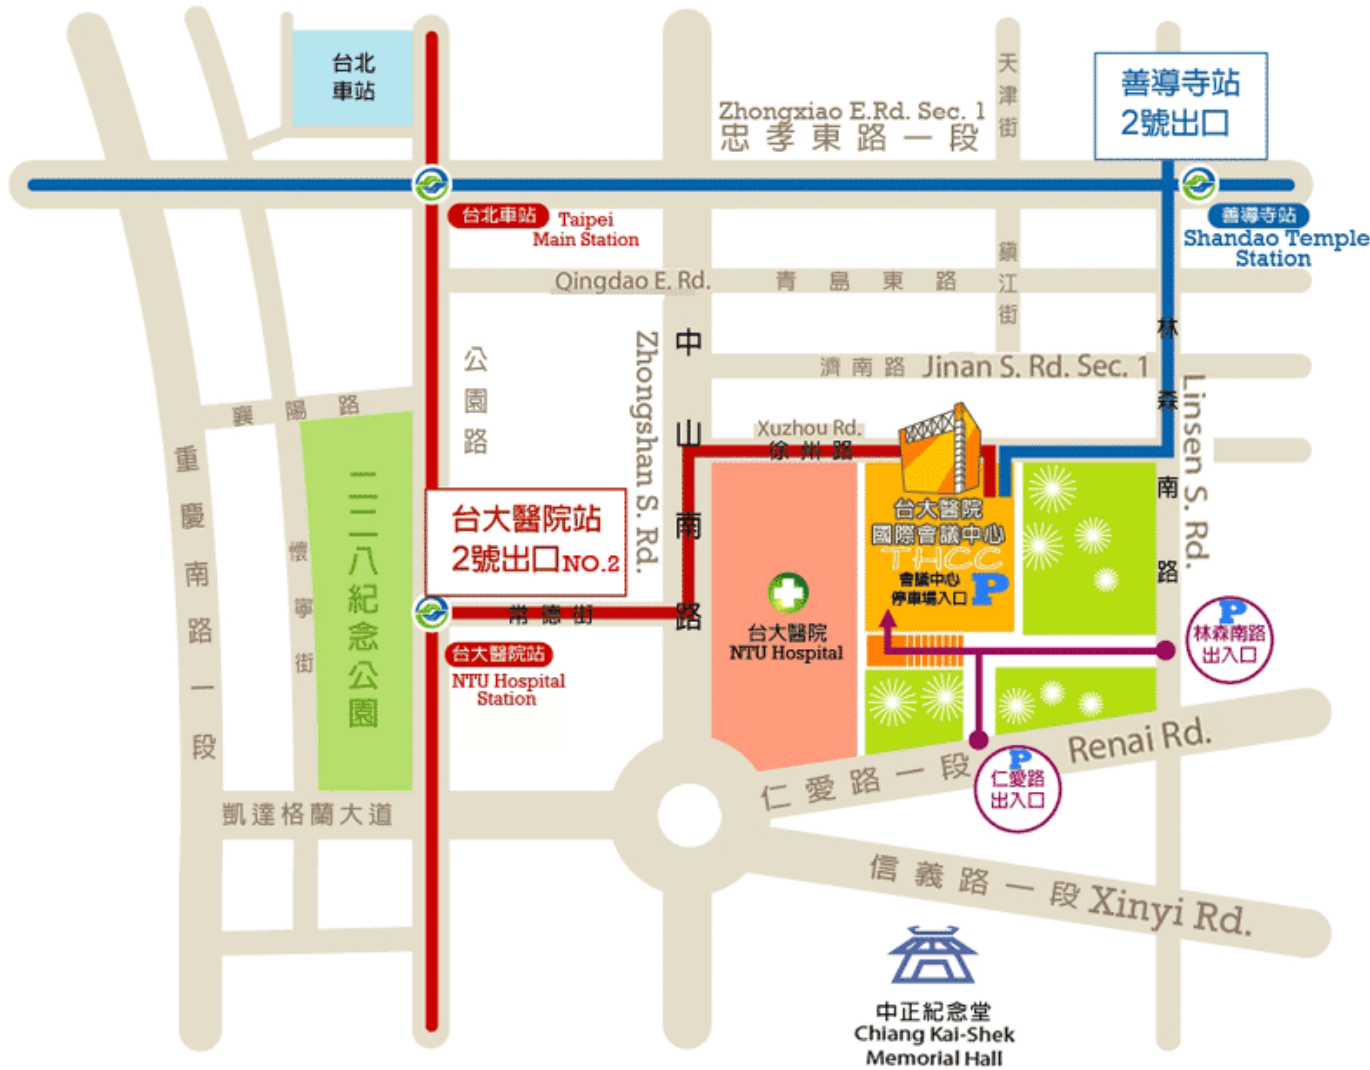 台北
車站
天津街
善導寺站
2號出口
Zhongxiao E.Rd. Sec. 1
忠孝東路一段
台北車站
Taipei
Main Station
善導寺站
Shandao Temple
Station
Qingdao E. Rd.
青島東路
鎮江街
公園路
Zhongshan S. Rd.
中山南路
濟南路 Jinan S. Rd. Sec. 1
林森南路
Linsen S. Rd.
襄陽路
Xuzhou Rd.
徐州路
重慶南路一段
懷寧街
二二八紀念公園
台大醫院站
2號出口NO.2
常德街
台大醫院站
NTU Hospital
Station
台大醫院
NTU Hospital
台大醫院
國際會議中心
THCC
會議中心
停車場入口 P
P
林森南路
出入口
P
仁愛路
出入口
仁愛路一段 Renai Rd.
凱達格蘭大道
信義路一段 Xinyi Rd.
中正紀念堂
Chiang Kai-Shek
Memorial Hall